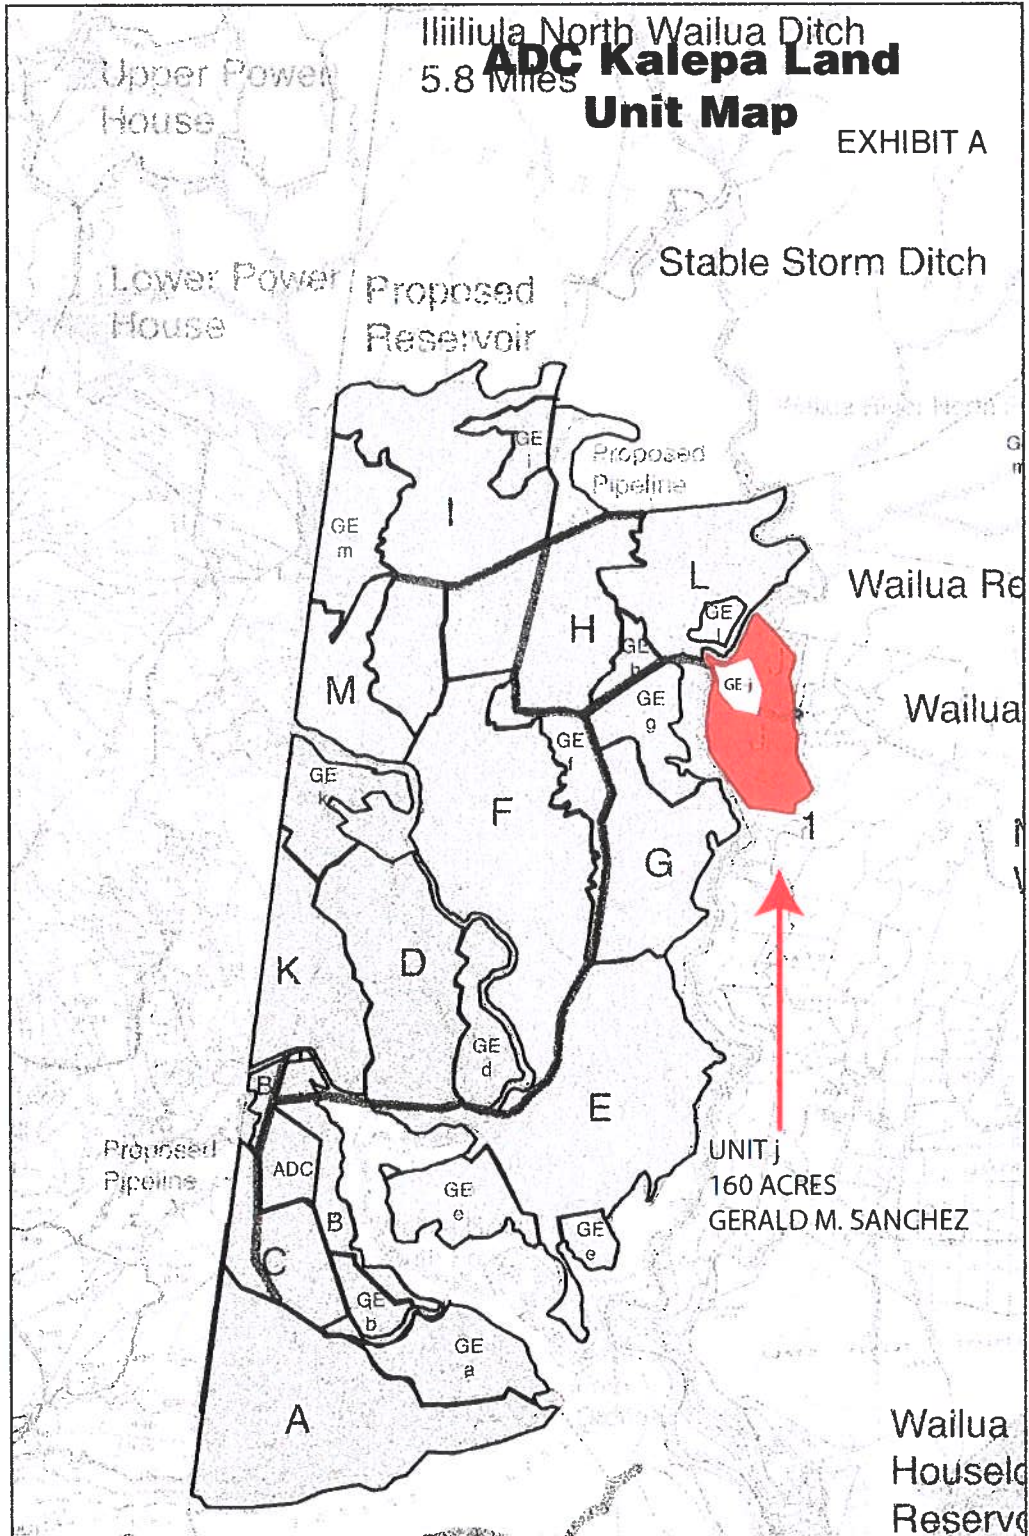 Iliiliula North Wailua Ditch
5.8 Miles
ADC Kalepa Land
Unit Map
EXHIBIT A
Upper Power
House
Stable Storm Ditch
Lower Power
House
Proposed
Reservoir
GE
Proposed
Pipeline
GE
m
I
L
Wailua Re
GE
H
GE
h
GE j
M
GE
g
Wailua
GE
f
GE
k
F
1
G
K
D
GE
d
B
E
Proposed
Pipeline
ADC
UNIT j
160 ACRES
GERALD M. SANCHEZ
GE
e
B
GE
e
C
GE
b
GE
a
A
Wailua
Reservo